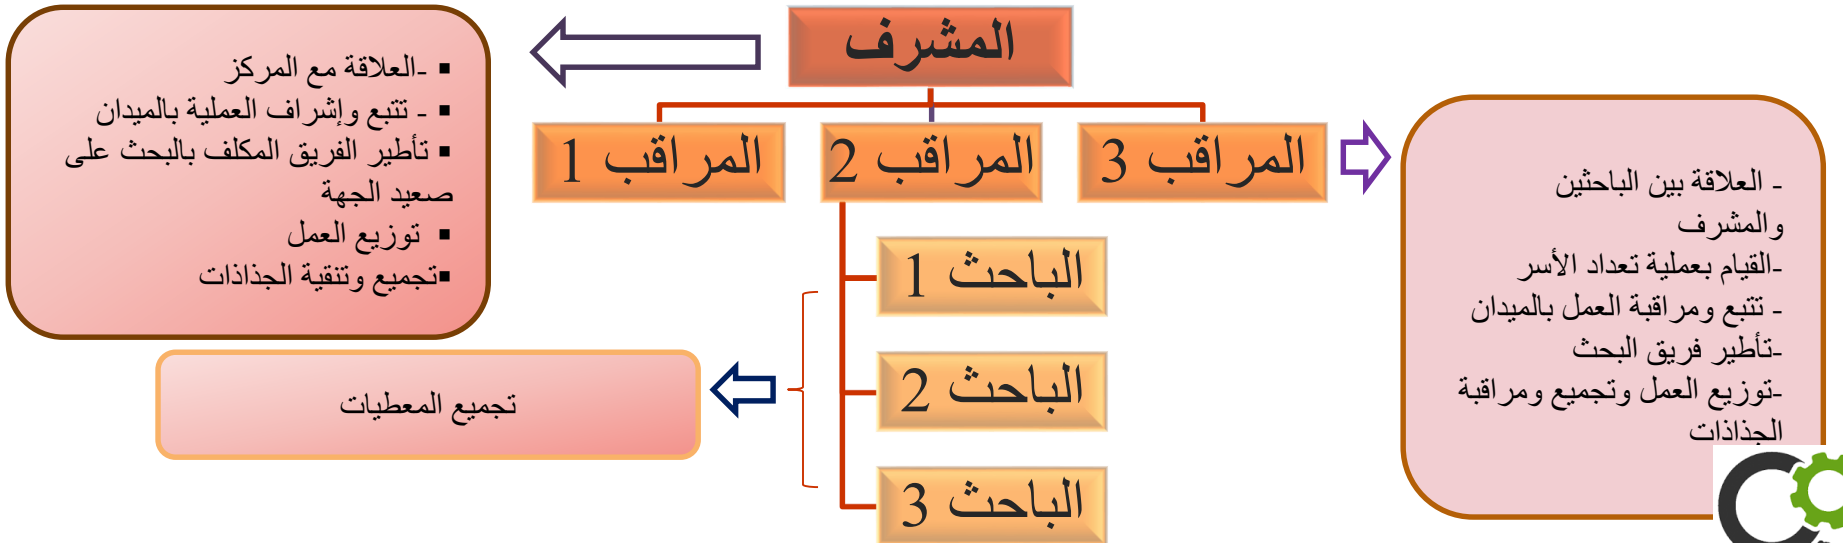 المشرف
المراقب 1
المراقب 2
المراقب 3
▪ -العلاقة مع المركز
▪ - تتبع وإشراف العملية بالميدان
▪ تأطير الفريق المكلف بالبحث على
صعيد الجهة
▪ توزيع العمل
▪تجميع وتنقية الجذاذات
- العلاقة بين الباحثين
والمشرف
-القيام بعملية تعداد الأسر
- تتبع ومراقبة العمل بالميدان
-تأطير فريق البحث
-توزيع العمل وتجميع ومراقبة
الجذاذات
الباحث 1
الباحث 2
الباحث 3
تجميع المعطيات